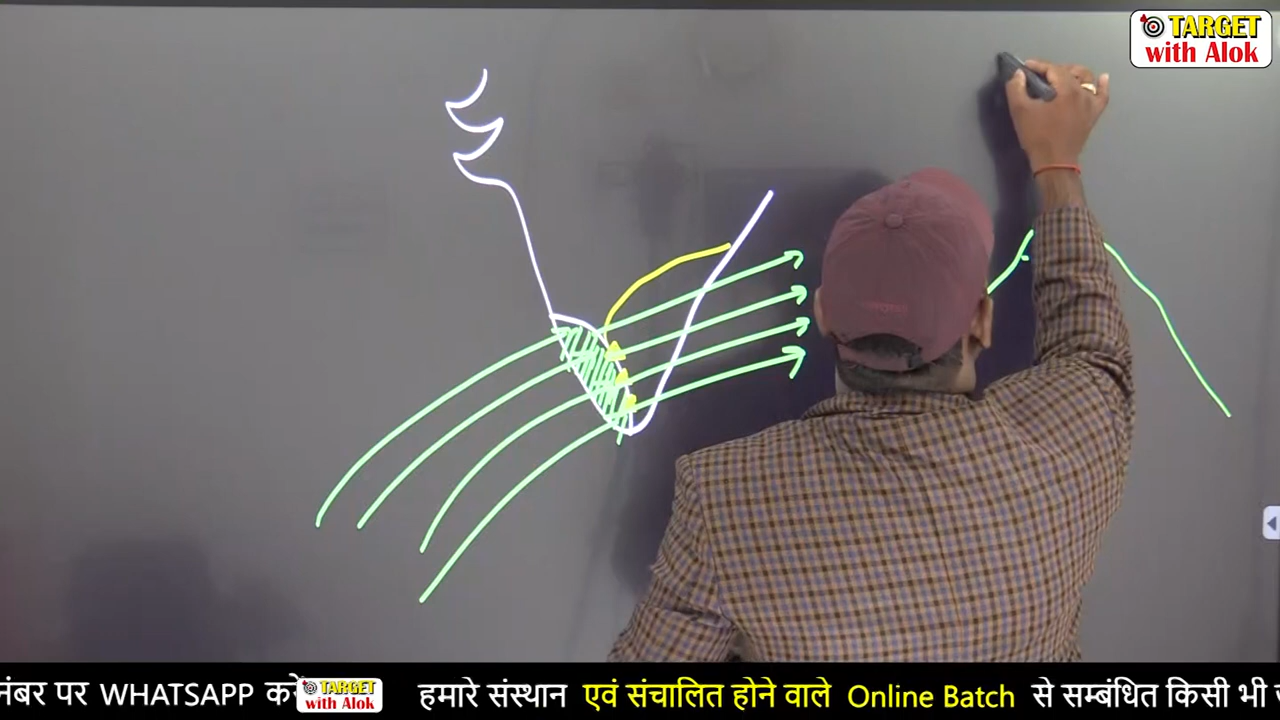 TARGET
with Alok
नंबर पर WHATSAPP करें
TARGET
with Alok
हमारे संस्थान एवं संचालित होने वाले Online Batch से सम्बंधित किसी भी